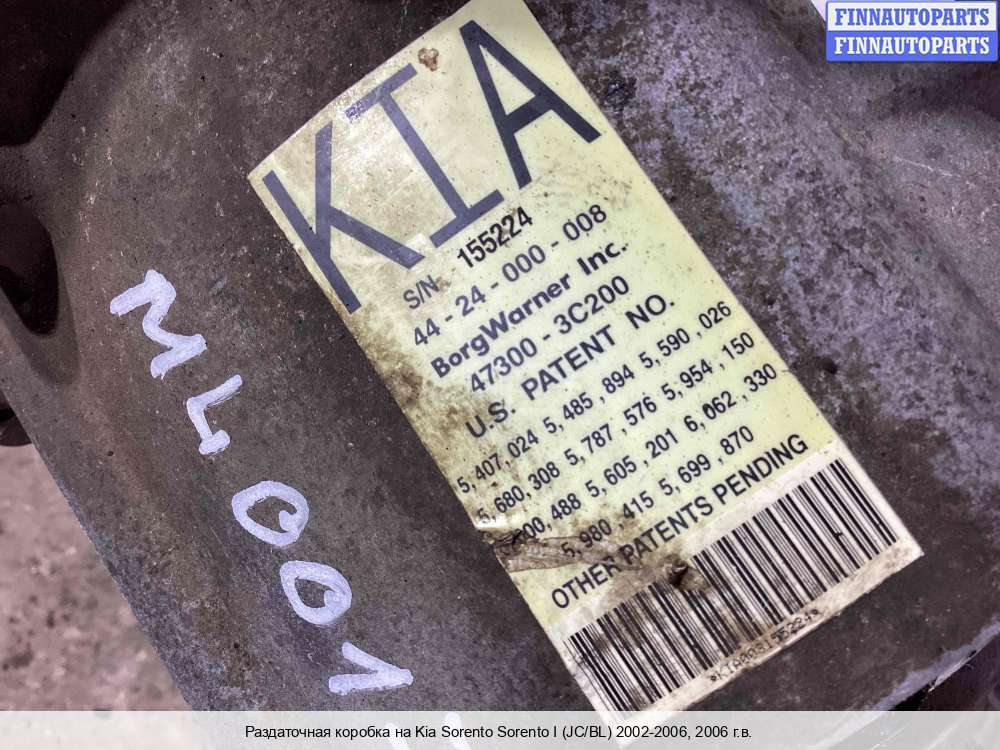 FINNAUTOPARTS
FINNAUTOPARTS
KIA
S/N. 155224
44-24-000-008
BorgWarner Inc.
47300-3C200
U.S. PATENT NO.
5,407,024 5,485,894 5,590,026
5,680,308 5,787,576 5,954,150
00,488 5,605,201 6,062,330
5,980,415 5,699,870
OTHER PATENTS PENDING
*KIA008155224*
ML001
Раздаточная коробка на Kia Sorento Sorento I (JC/BL) 2002-2006, 2006 г.в.